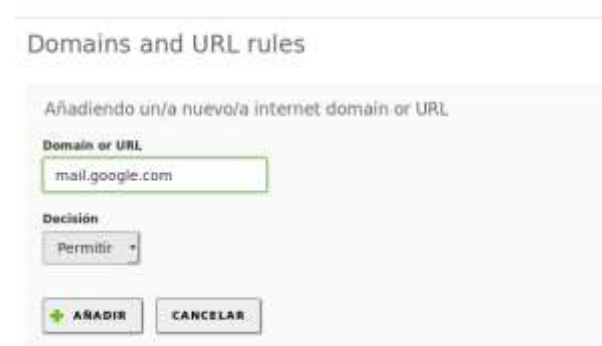 Domains and URL rules
Añadiendo un/a nuevo/a internet domain or URL
Domain or URL
mail.google.com
Decisión
Permitir
AÑADIR CANCELAR